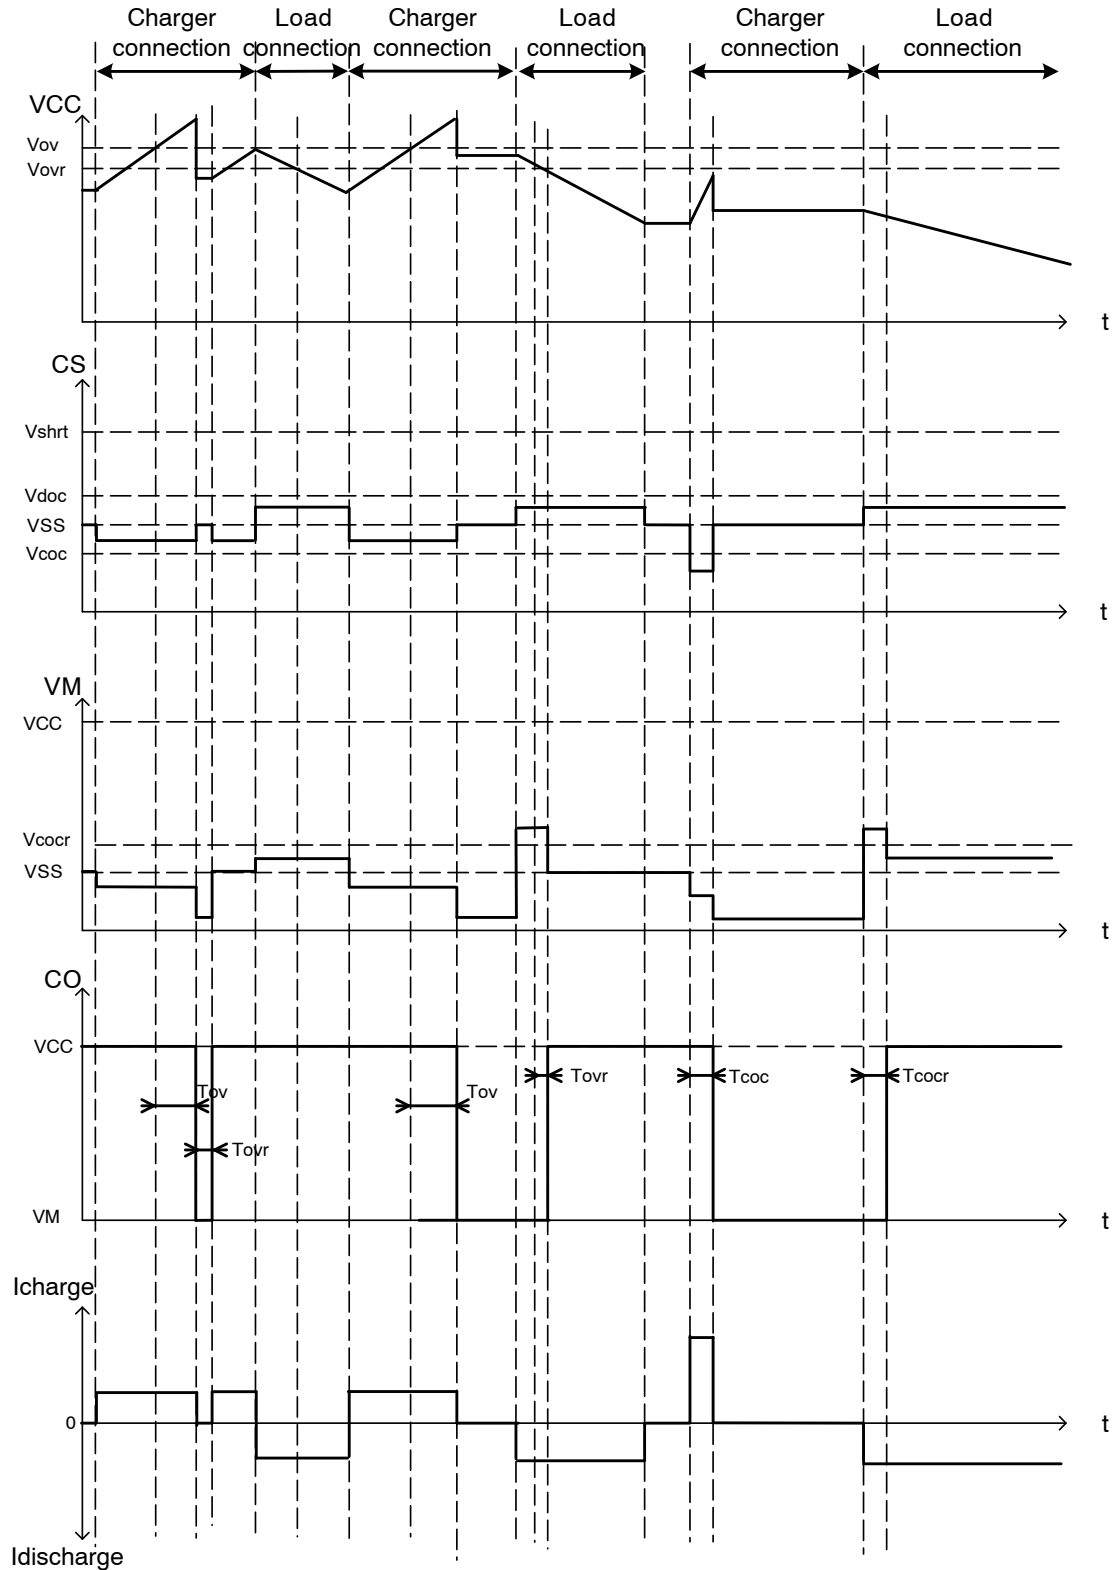 Charger
connection
Load
connection
Charger
connection
Load
connection
Charger
connection
Load
connection
VCC
Vov
Vovr
t
CS
Vshrt
Vdoc
VSS
Vcoc
t
VM
VCC
Vcocr
VSS
t
CO
VCC
Tov
Tovr
Tov
Tovr
Tcoc
Tcocr
VM
t
Icharge
0
t
Idischarge